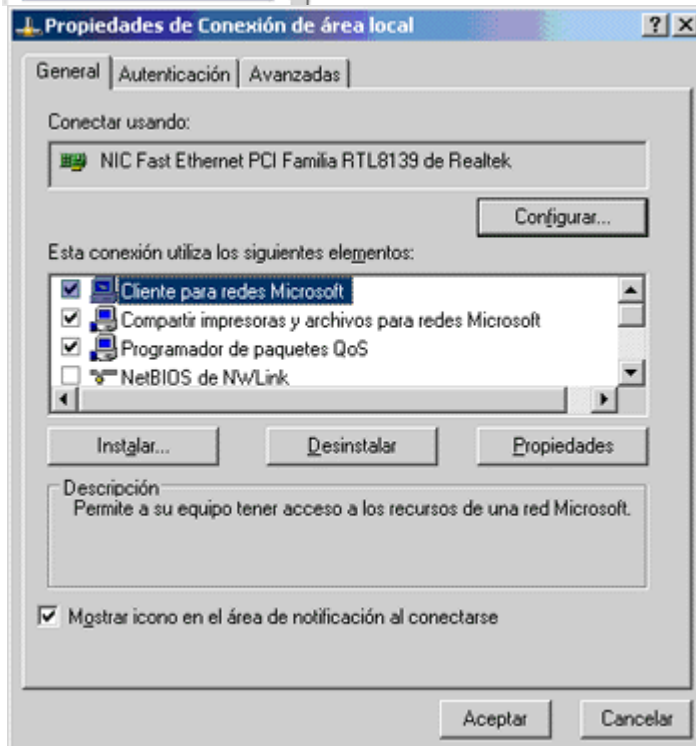 Propiedades de Conexión de área local
General Autenticación Avanzadas
Conectar usando:
NIC Fast Ethernet PCI Familia RTL8139 de Realtek
Configurar...
Esta conexión utiliza los siguientes elementos:
Cliente para redes Microsoft
Compartir impresoras y archivos para redes Microsoft
Programador de paquetes QoS
NetBIOS de NWLink
Instalar... Desinstalar Propiedades
Descripción
Permite a su equipo tener acceso a los recursos de una red Microsoft.
Mostrar icono en el área de notificación al conectarse
Aceptar Cancelar